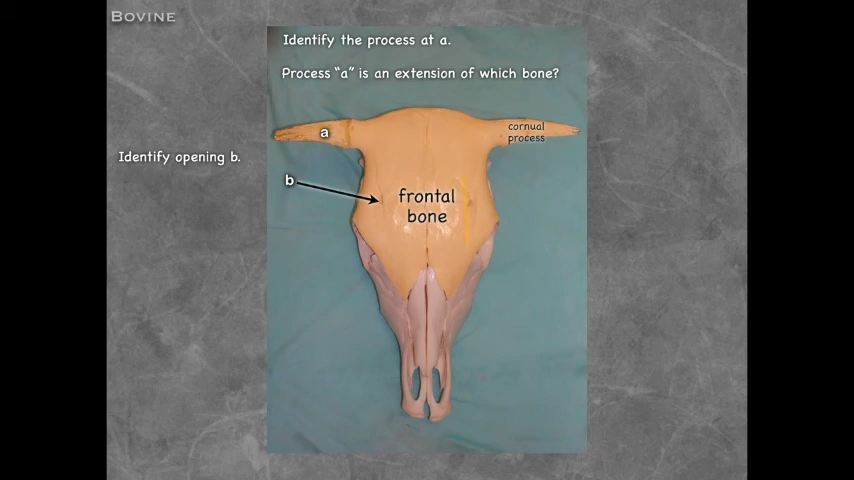 Bovine
Identify the process at a.
Process "a" is an extension of which bone?
a
cornual
process
Identify opening b.
b
frontal
bone